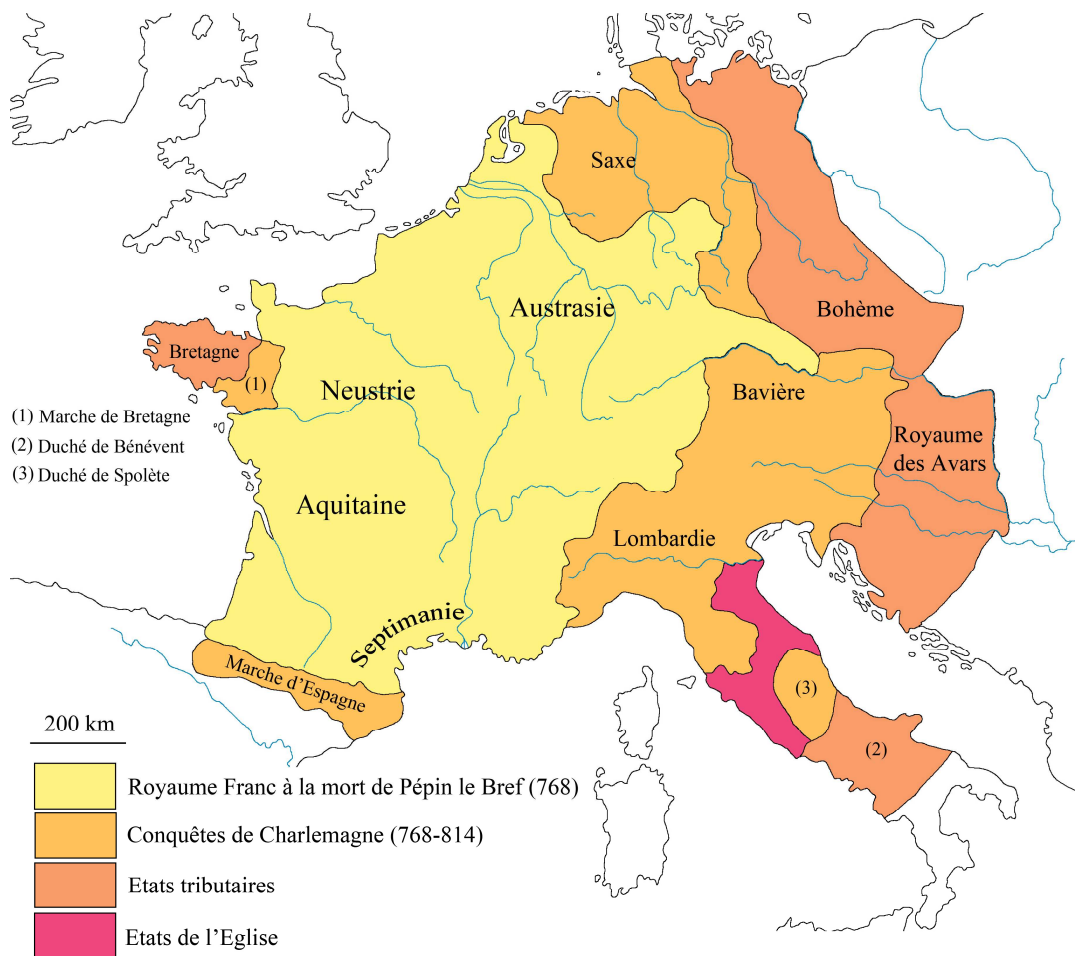 Saxe
Austrasie
Bohème
Bretagne
(1)
Neustrie
Bavière
(1) Marche de Bretagne
(2) Duché de Bénévent
(3) Duché de Spolète
Royaume
des Avars
Aquitaine
Lombardie
Septimanie
Marche d'Espagne
(3)
(2)
200 km
Royaume Franc à la mort de Pépin le Bref (768)
Conquêtes de Charlemagne (768-814)
Etats tributaires
Etats de l'Eglise